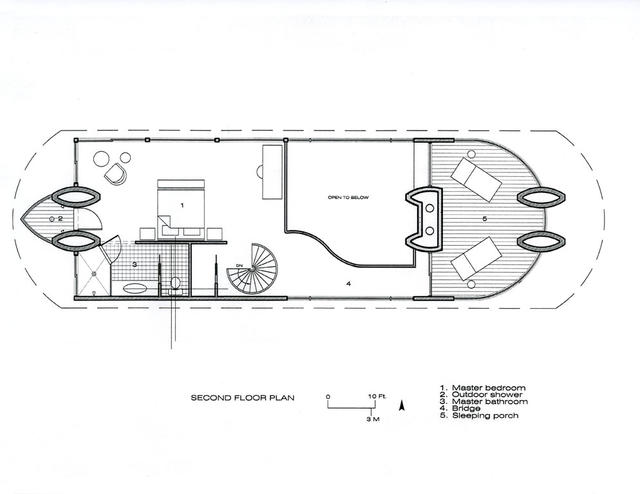 1
OPEN TO BELOW
2
5
3
DN
4
SECOND FLOOR PLAN
0 10 Ft.
3 M
1. Master bedroom
2. Outdoor shower
3. Master bathroom
4. Bridge
5. Sleeping porch